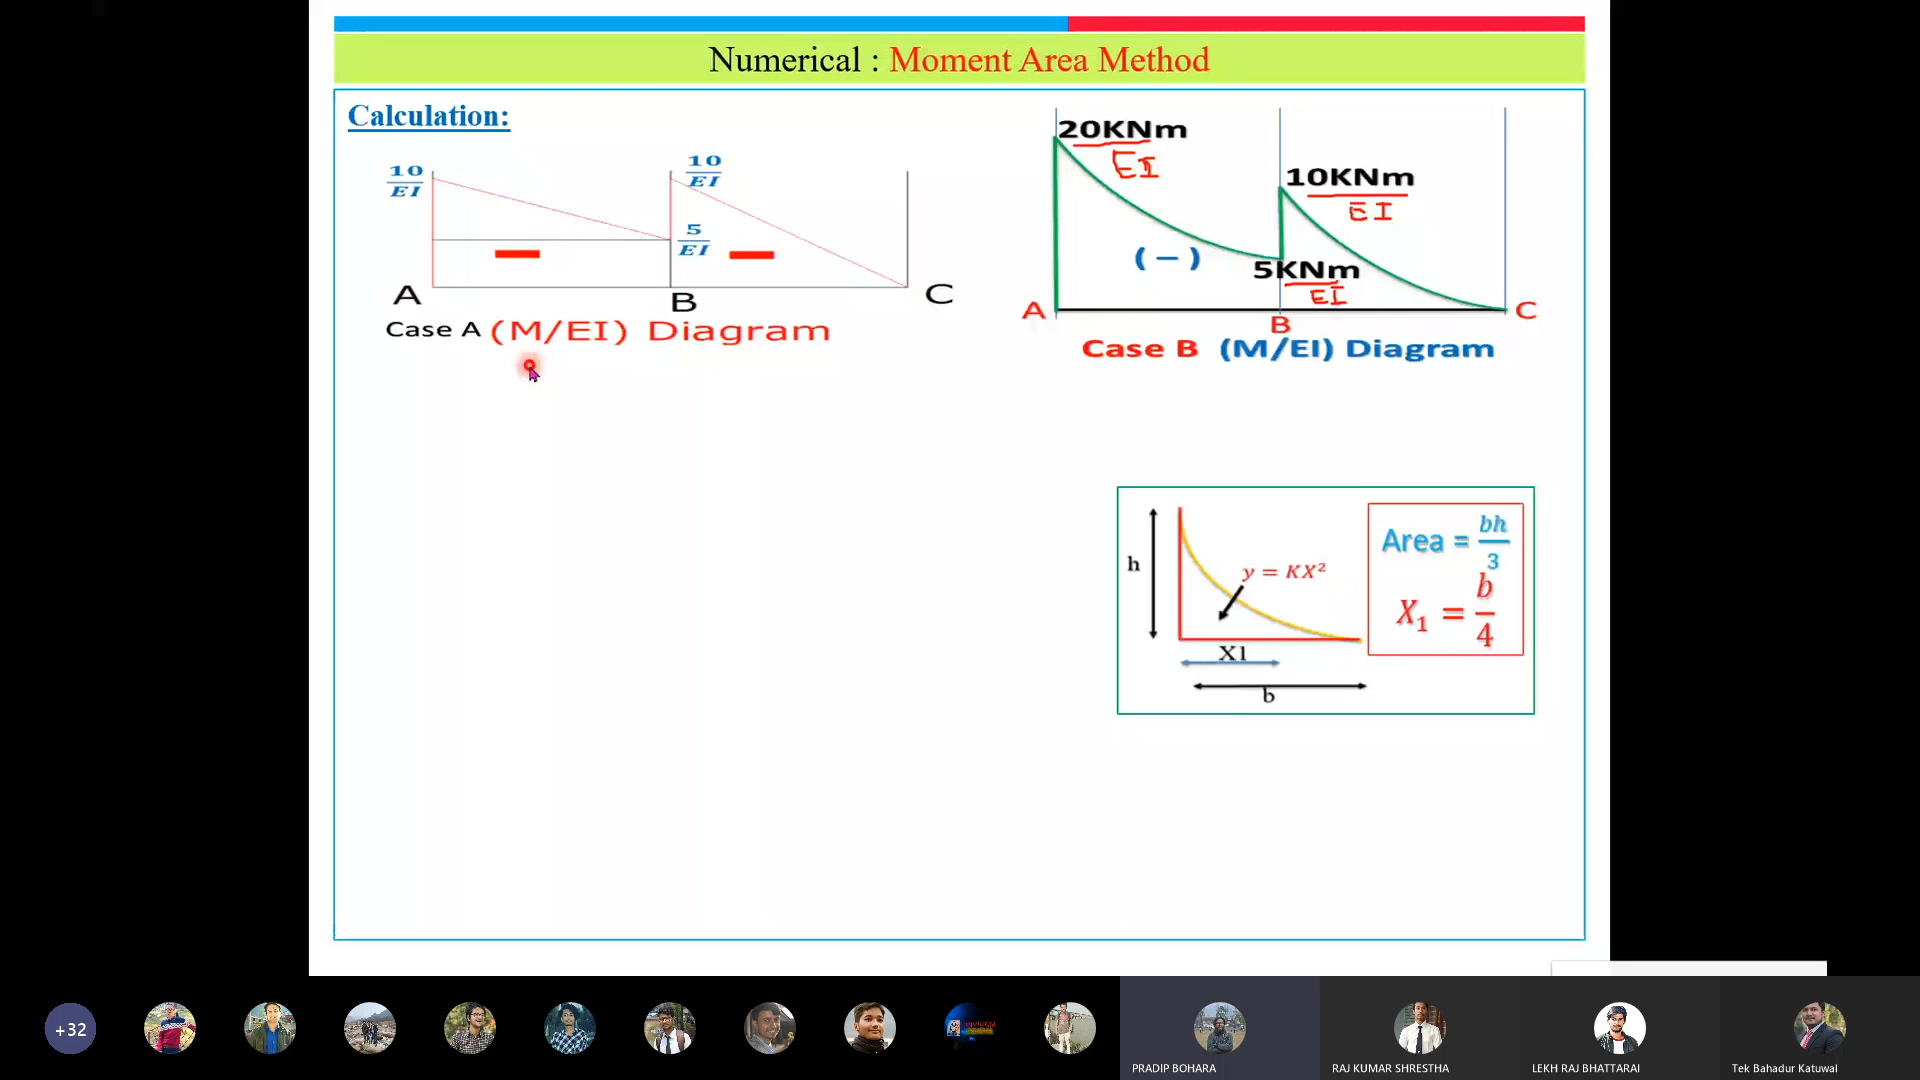 Numerical : Moment Area Method
Calculation:
10
EI
10
EI
5
EI
A
B
C
Case A (M/EI) Diagram
20KNm
EI
10KNm
EI
( − )
5KNm
EI
A
B
C
Case B (M/EI) Diagram
h
y = KX²
X1
b
Area = bh/3
X₁ = b/4
+32
PRADIP BOHARA
RAJ KUMAR SHRESTHA
LEKH RAJ BHATTARAI
Tek Bahadur Katuwal